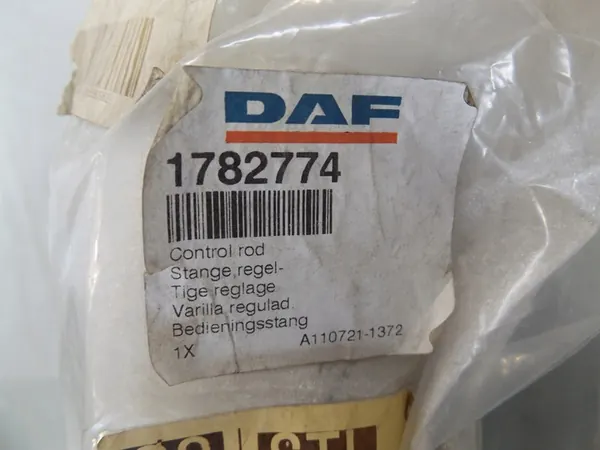 DAF
1782774
Control rod
Stange,regel-
Tige reglage
Varilla regulad.
Bedieningsstang
1X A110721-1372